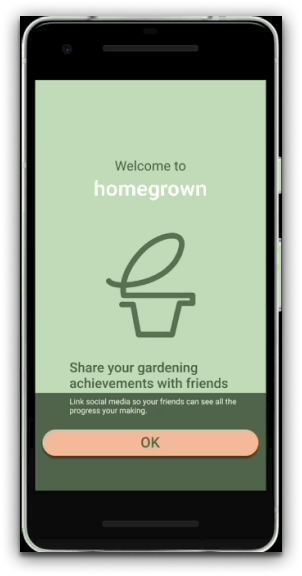 Welcome to
homegrown
Share your gardening
achievements with friends
Link social media so your friends can see all the
progress your making.
OK